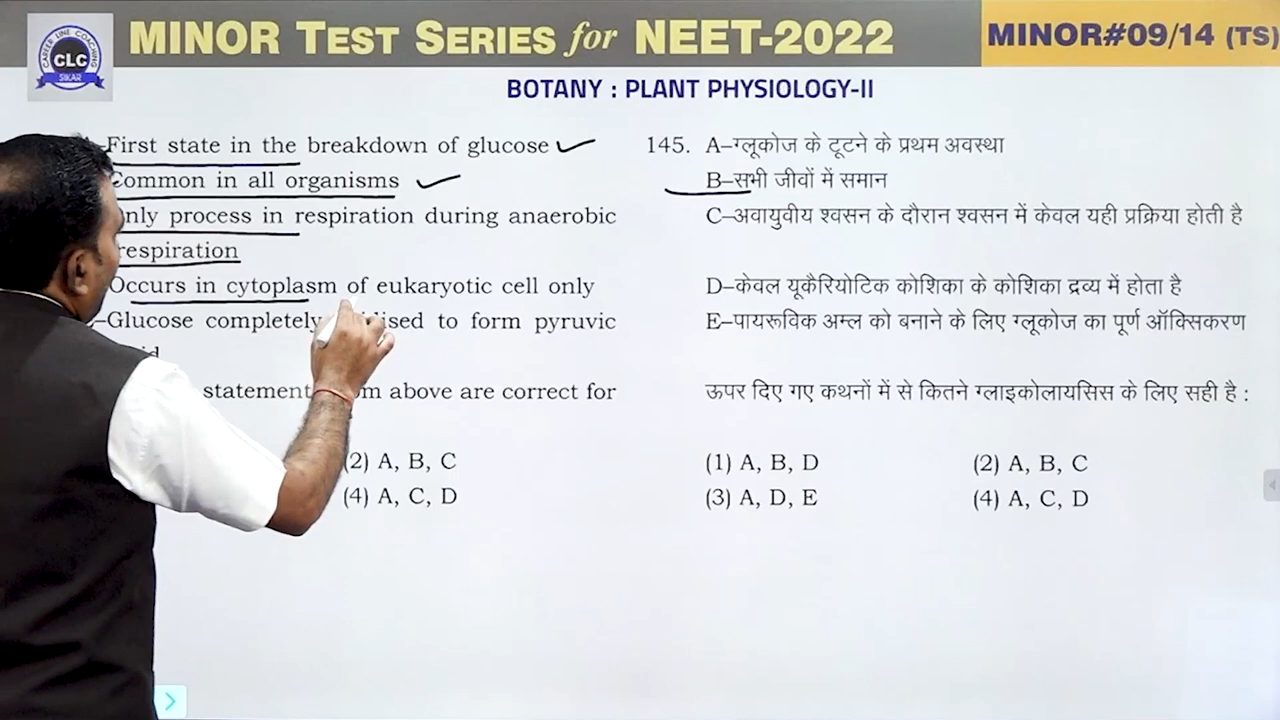 CAREER LINE COACHING
CLC
SIKAR
MINOR TEST SERIES for NEET-2022
MINOR#09/14 (TS)
BOTANY : PLANT PHYSIOLOGY-II
First state in the breakdown of glucose
Common in all organisms
only process in respiration during anaerobic
respiration
Occurs in cytoplasm of eukaryotic cell only
–Glucose completely to form pyruvic
statement above are correct for
(2) A, B, C
(4) A, C, D
145. A–ग्लूकोज के टूटने के प्रथम अवस्था
B–सभी जीवों में समान
C–अवायुवीय श्वसन के दौरान श्वसन में केवल यही प्रक्रिया होती है
D–केवल यूकैरियोटिक कोशिका के कोशिका द्रव्य में होता है
E–पायरूविक अम्ल को बनाने के लिए ग्लूकोज का पूर्ण ऑक्सिकरण
ऊपर दिए गए कथनों में से कितने ग्लाइकोलायसिस के लिए सही है :
(1) A, B, D (2) A, B, C
(3) A, D, E (4) A, C, D